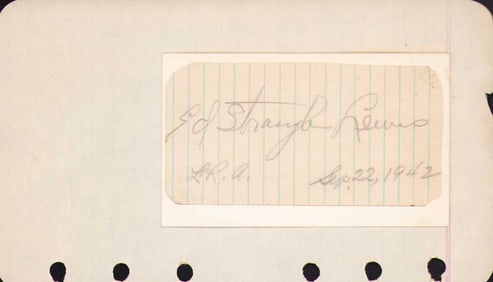 Ed Strangler Lewis
L.R.A. Sep. 22, 1942